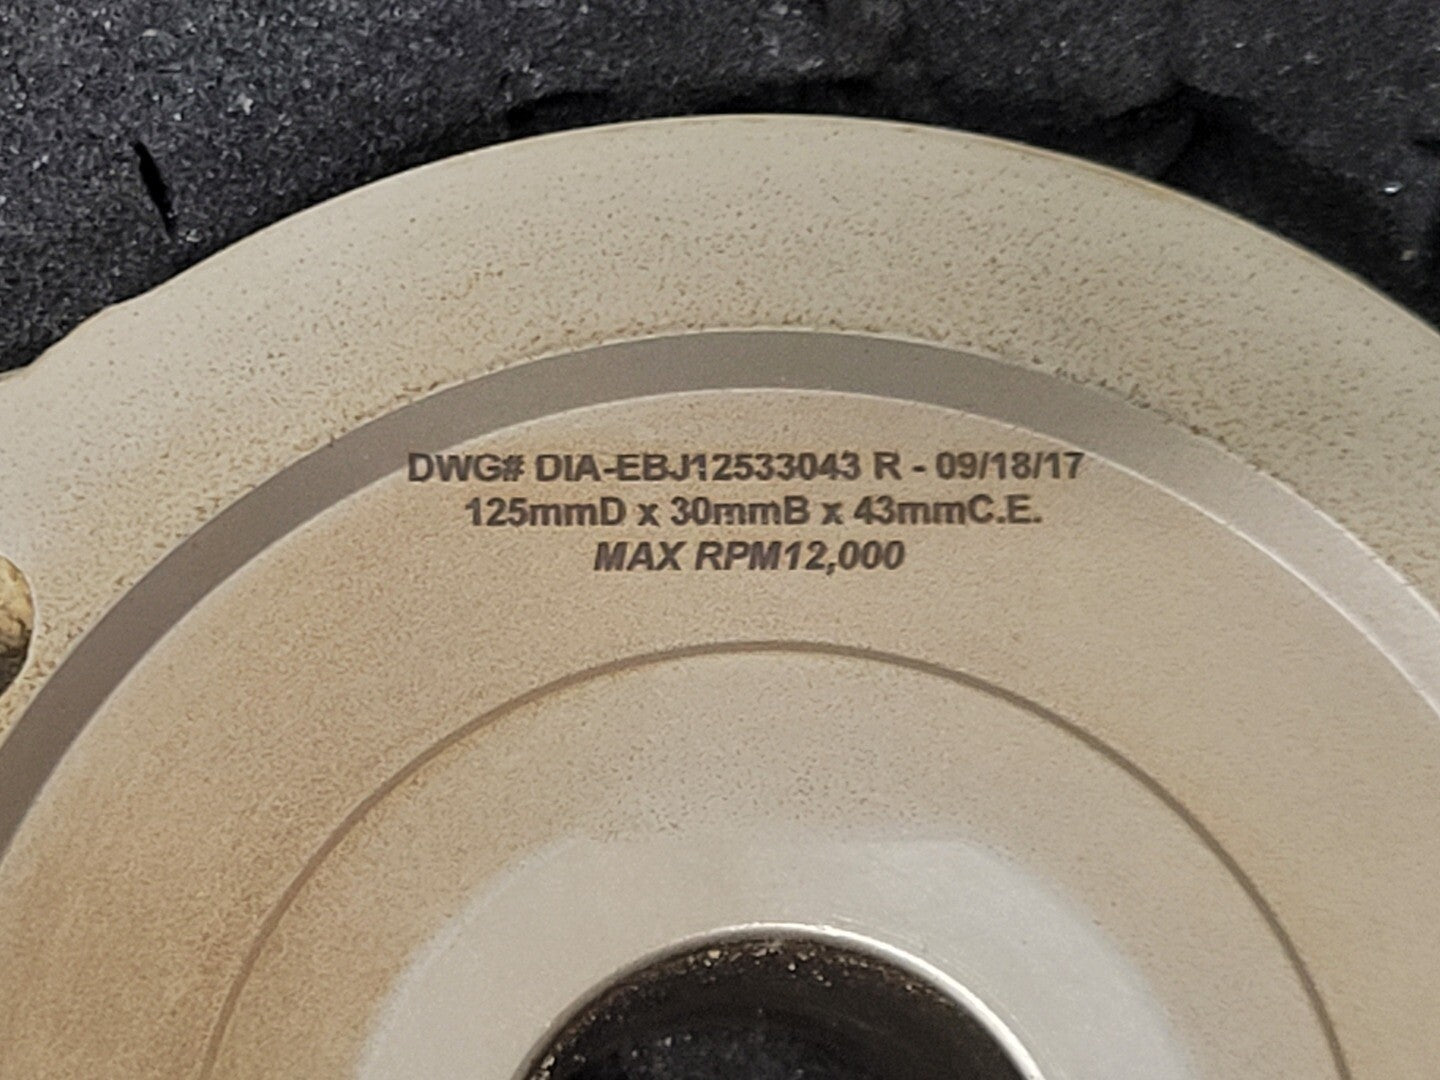 DWG# DIA-EBJ12533043 R - 09/18/17
125mmD x 30mmB x 43mmC.E.
MAX RPM12,000